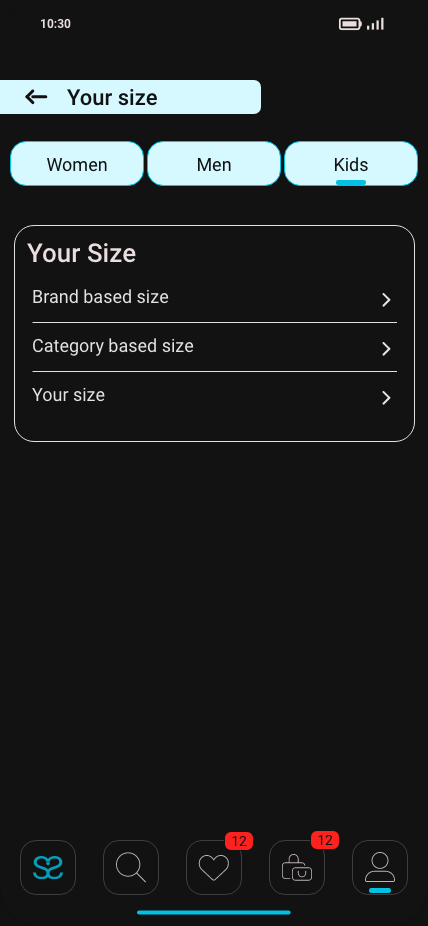 10:30
Your size
Women Men Kids
Your Size
Brand based size
Category based size
Your size
12 12